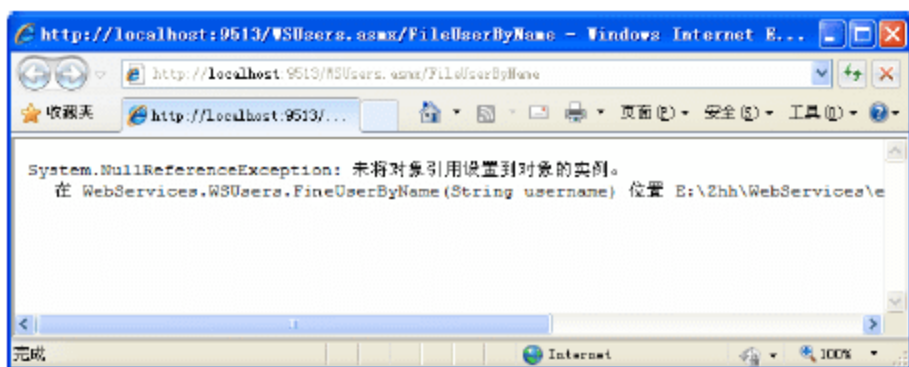 http://localhost:9513/WSUsers.asmx/FileUserByName - Windows Internet E...
http://localhost:9513/WSUsers.asmx/FileUserByName
收藏夹 http://localhost:9513/... 页面(P) 安全(S) 工具(O)
System.NullReferenceException: 未将对象引用设置到对象的实例。
在 WebServices.WSUsers.FineUserByName(String username) 位置 E:\Zhh\WebServices\e
完成 Internet 100%